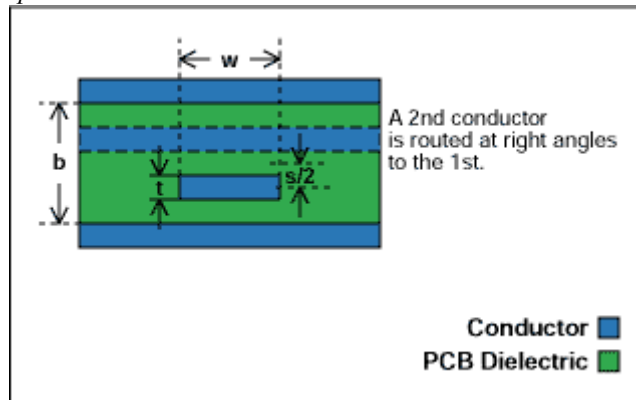 w
A 2nd conductor
is routed at right angles
to the 1st.
b
s/2
t
Conductor
PCB Dielectric